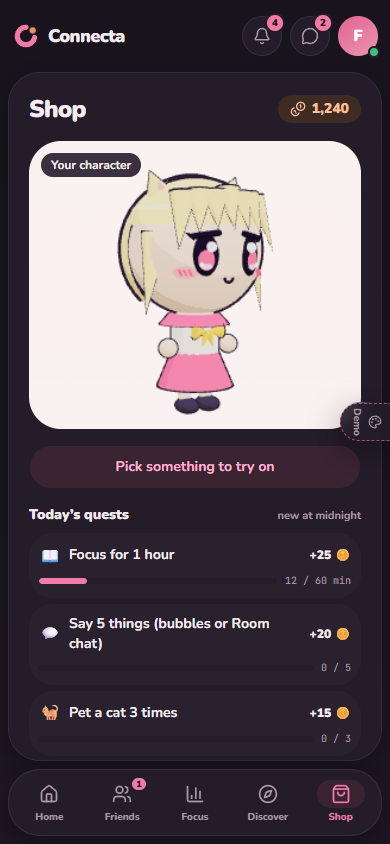 Connecta
4
2
F
Shop
1,240
Your character
Demo
Pick something to try on
Today's quests
new at midnight
Focus for 1 hour
+25
12 / 60 min
Say 5 things (bubbles or Room
chat)
+20
0 / 5
Pet a cat 3 times
+15
0 / 3
1
Home
Friends
Focus
Discover
Shop